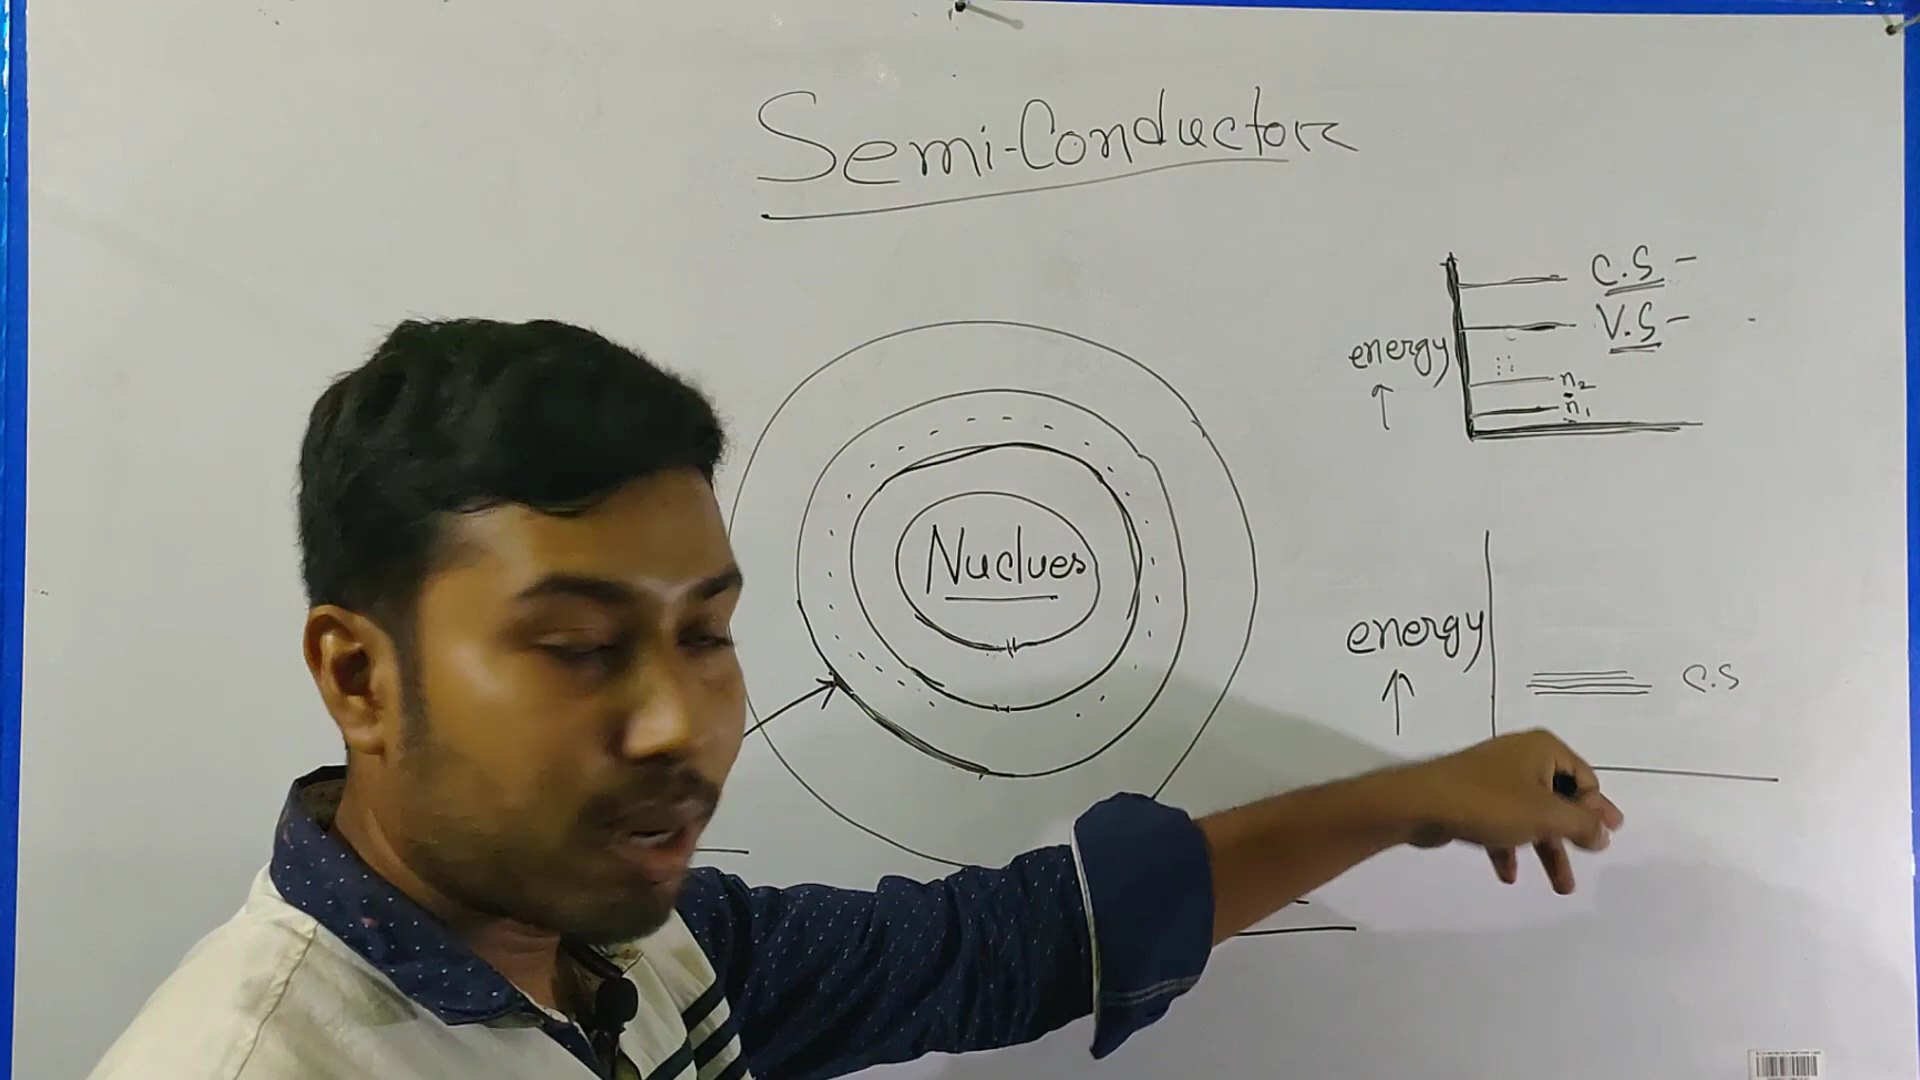 Semi-Conductor
C.S -
V.S -
energy
n2
n1
Nuclues
energy
C.S